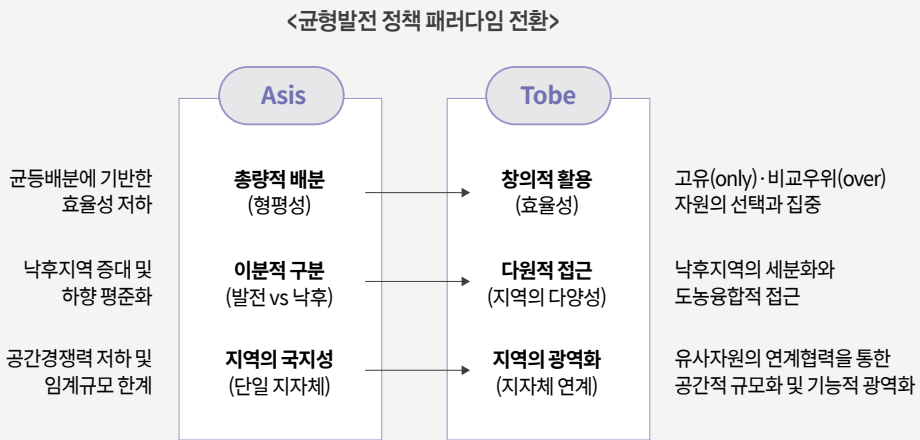 <균형발전 정책 패러다임 전환>
Asis
Tobe
균등배분에 기반한
효율성 저하
총량적 배분
(형평성)
창의적 활용
(효율성)
고유(only)·비교우위(over)
자원의 선택과 집중
낙후지역 증대 및
하향 평준화
이분적 구분
(발전 vs 낙후)
다원적 접근
(지역의 다양성)
낙후지역의 세분화와
도농융합적 접근
공간경쟁력 저하 및
임계규모 한계
지역의 국지성
(단일 지자체)
지역의 광역화
(지자체 연계)
유사자원의 연계협력을 통한
공간적 규모화 및 기능적 광역화